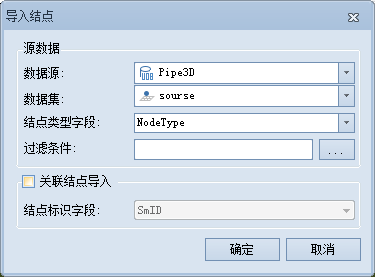 导入结点
源数据
数据源: Pipe3D
数据集: sourse
结点类型字段: NodeType
过滤条件: ...
关联结点导入
结点标识字段: SmID
确定 取消